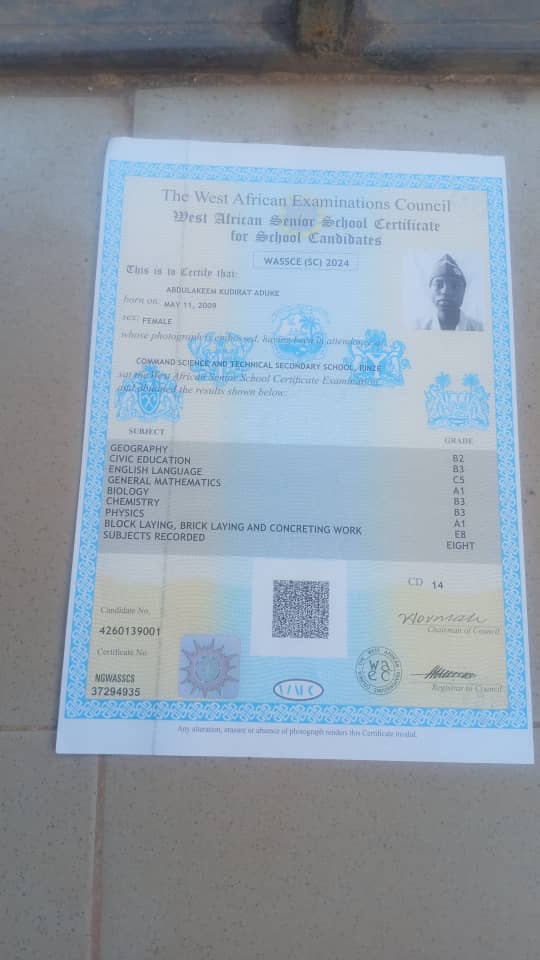 The West African Examinations Council
West African Senior School Certificate
for School Candidates
WASSCE (SC) 2024
This is to Certify that:
ABDULAKEEM KUDIRAT ADUKE
born on: MAY 11, 2009
sex: FEMALE
whose photograph is embossed, having been in attendance at
COMMAND SCIENCE AND TECHNICAL SECONDARY SCHOOL, RINZE
sat the West African Senior School Certificate Examination
and obtained the results shown below:
SUBJECT GRADE
GEOGRAPHY B2
CIVIC EDUCATION B3
ENGLISH LANGUAGE C5
GENERAL MATHEMATICS A1
BIOLOGY B3
CHEMISTRY B3
PHYSICS A1
BLOCK LAYING, BRICK LAYING AND CONCRETING WORK E8
SUBJECTS RECORDED EIGHT
CD 14
Candidate No.
4260139001
Chairman of Council
Certificate No
NGWASSCS
37294935
waec
Registrar to Council
Any alteration, erasure or absence of photograph renders this Certificate invalid.